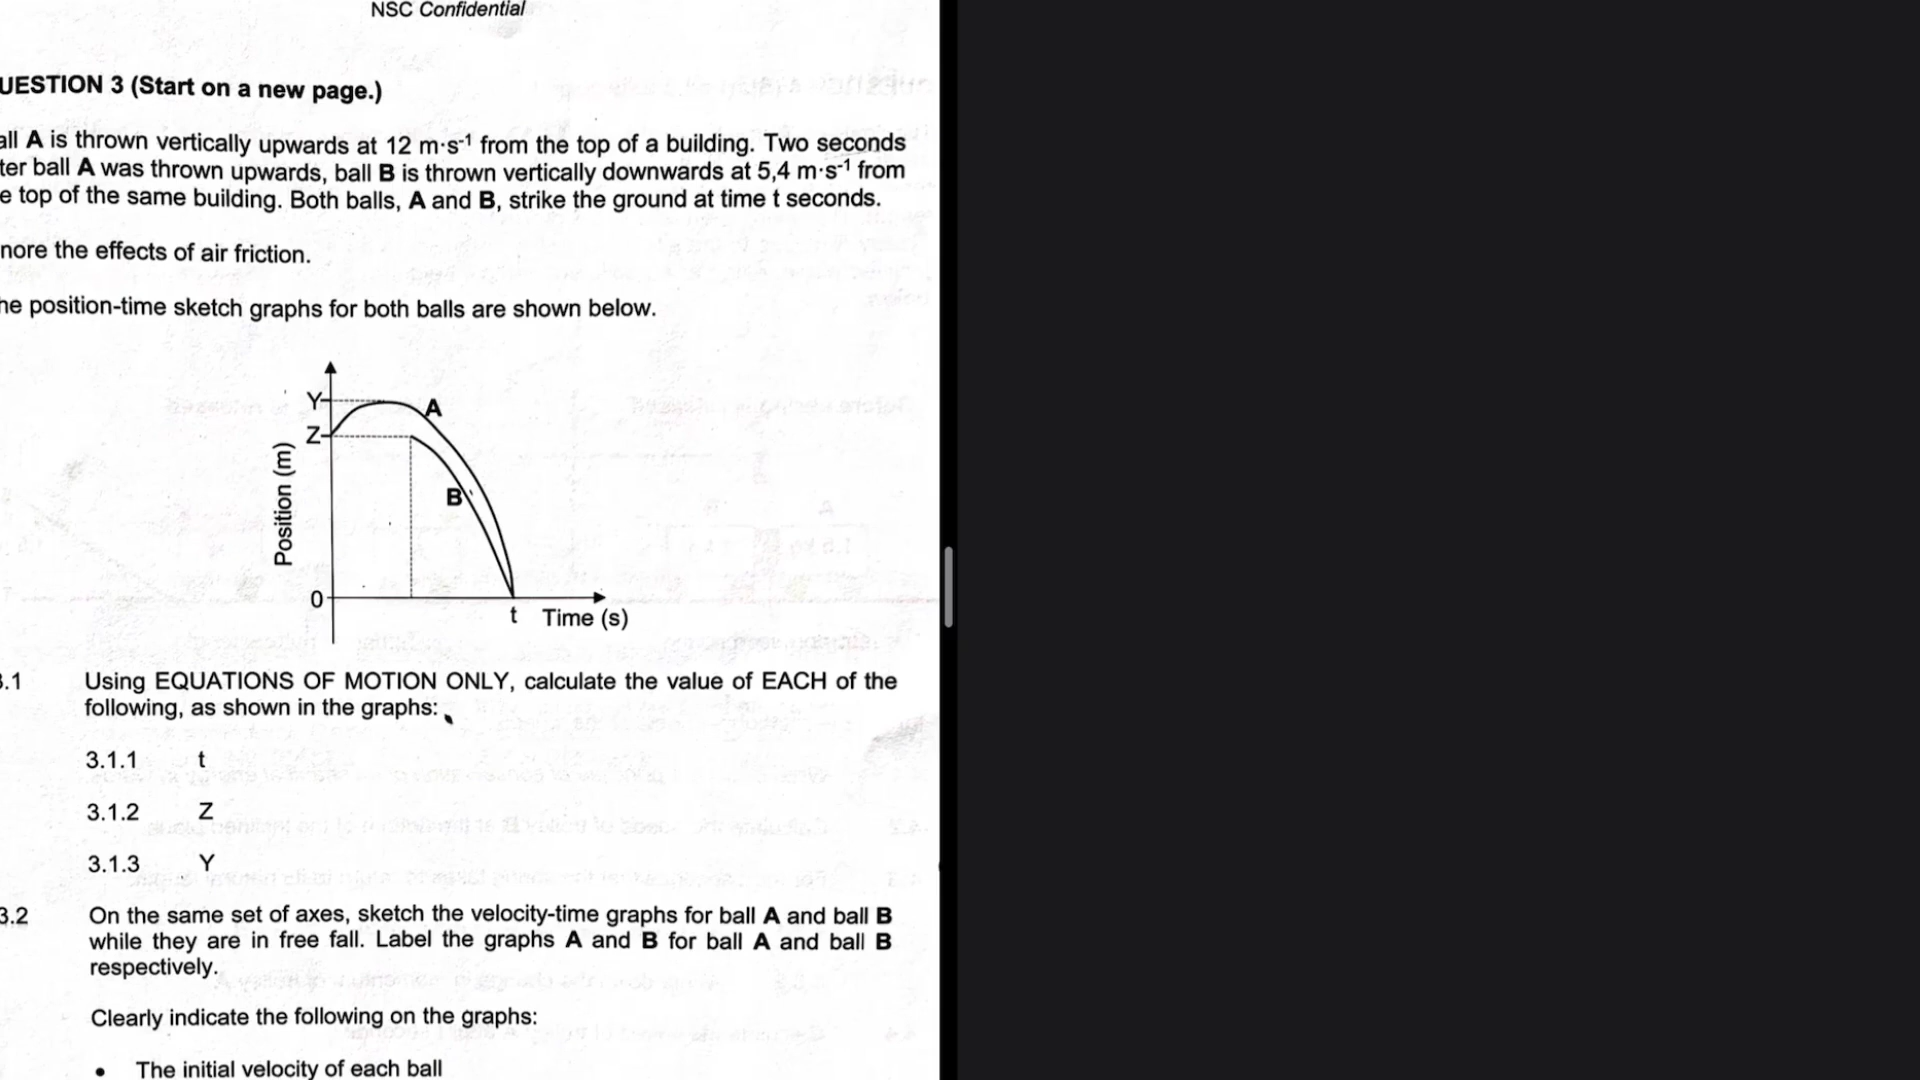 NSC Confidential
UESTION 3 (Start on a new page.)
all A is thrown vertically upwards at 12 m·s⁻¹ from the top of a building. Two seconds
ter ball A was thrown upwards, ball B is thrown vertically downwards at 5,4 m·s⁻¹ from
e top of the same building. Both balls, A and B, strike the ground at time t seconds.
nore the effects of air friction.
he position-time sketch graphs for both balls are shown below.
Y
A
Z
Position (m)
B
0
t Time (s)
3.1 Using EQUATIONS OF MOTION ONLY, calculate the value of EACH of the
following, as shown in the graphs:
3.1.1 t
3.1.2 Z
3.1.3 Y
3.2 On the same set of axes, sketch the velocity-time graphs for ball A and ball B
while they are in free fall. Label the graphs A and B for ball A and ball B
respectively.
Clearly indicate the following on the graphs:
• The initial velocity of each ball